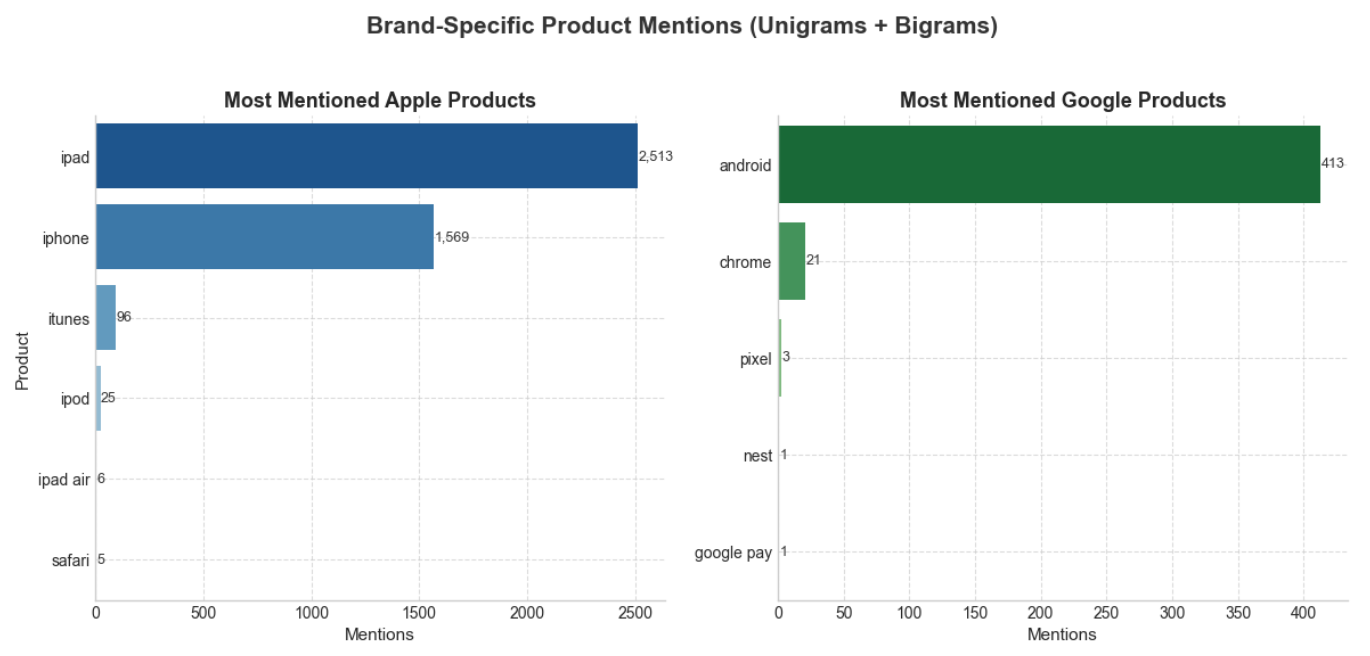 Brand-Specific Product Mentions (Unigrams + Bigrams)
Most Mentioned Apple Products
Product
ipad 2,513
iphone 1,569
itunes 96
ipod 25
ipad air 6
safari 5
0 500 1000 1500 2000 2500
Mentions
Most Mentioned Google Products
android 413
chrome 21
pixel 3
nest 1
google pay 1
0 50 100 150 200 250 300 350 400
Mentions